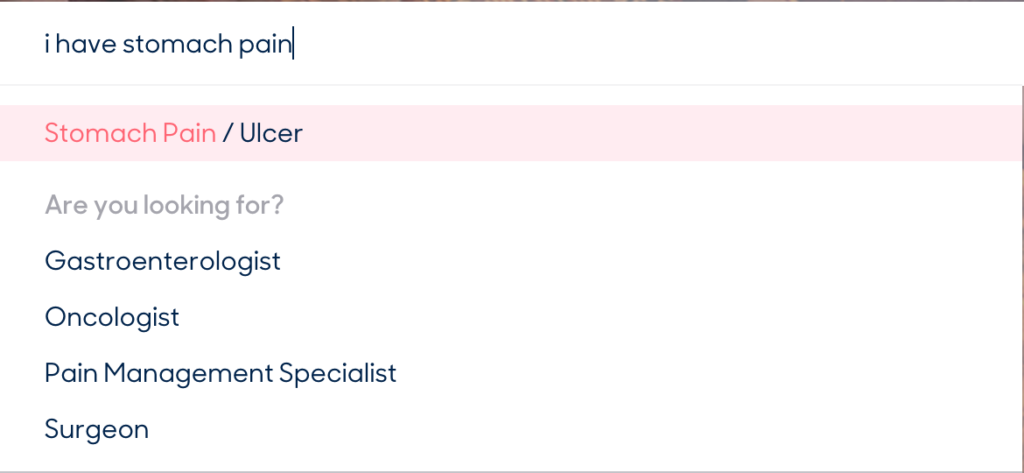 i have stomach pain
Stomach Pain / Ulcer
Are you looking for?
Gastroenterologist
Oncologist
Pain Management Specialist
Surgeon